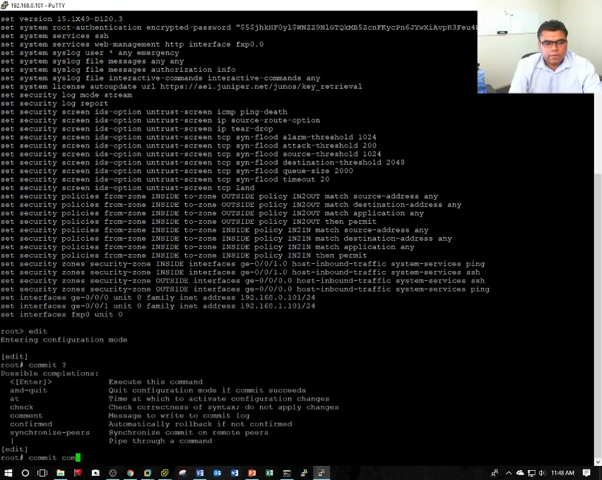 192.168.0.101 - PuTTY
set version 15.1X49-D120.3
set system root-authentication encrypted-password
set system services ssh
set system services web-management http interface fxp0.0
set system syslog user * any emergency
set system syslog file messages any any
set system syslog file messages authorization info
set system syslog file interactive-commands interactive-commands any
set system license autoupdate url https://ae1.juniper.net/junos/key_retrieval
set security log mode stream
set security log report
set security screen ids-option untrust-screen icmp ping-death
set security screen ids-option untrust-screen ip source-route-option
set security screen ids-option untrust-screen ip tear-drop
set security screen ids-option untrust-screen tcp syn-flood alarm-threshold 1024
set security screen ids-option untrust-screen tcp syn-flood attack-threshold 200
set security screen ids-option untrust-screen tcp syn-flood source-threshold 1024
set security screen ids-option untrust-screen tcp syn-flood destination-threshold 2048
set security screen ids-option untrust-screen tcp syn-flood queue-size 2000
set security screen ids-option untrust-screen tcp syn-flood timeout 20
set security screen ids-option untrust-screen tcp land
set security policies from-zone INSIDE to-zone OUTSIDE policy IN2OUT match source-address any
set security policies from-zone INSIDE to-zone OUTSIDE policy IN2OUT match destination-address any
set security policies from-zone INSIDE to-zone OUTSIDE policy IN2OUT match application any
set security policies from-zone INSIDE to-zone OUTSIDE policy IN2OUT then permit
set security policies from-zone INSIDE to-zone INSIDE policy IN2IN match source-address any
set security policies from-zone INSIDE to-zone INSIDE policy IN2IN match destination-address any
set security policies from-zone INSIDE to-zone INSIDE policy IN2IN match application any
set security policies from-zone INSIDE to-zone INSIDE policy IN2IN then permit
set security zones security-zone INSIDE interfaces ge-0/0/1.0 host-inbound-traffic system-services ping
set security zones security-zone INSIDE interfaces ge-0/0/1.0 host-inbound-traffic system-services ssh
set security zones security-zone OUTSIDE interfaces ge-0/0/0.0 host-inbound-traffic system-services ssh
set security zones security-zone OUTSIDE interfaces ge-0/0/0.0 host-inbound-traffic system-services ping
set interfaces ge-0/0/0 unit 0 family inet address 192.168.0.101/24
set interfaces ge-0/0/1 unit 0 family inet address 192.168.1.101/24
set interfaces fxp0 unit 0
root> edit
Entering configuration mode
[edit]
root# commit ?
Possible completions:
<[Enter]> Execute this command
and-quit Quit configuration mode if commit succeeds
at Time at which to activate configuration changes
check Check correctness of syntax; do not apply changes
comment Message to write to commit log
confirmed Automatically rollback if not confirmed
synchronize-peers Synchronize commit on remote peers
| Pipe through a command
[edit]
root# commit com
11:48 AM